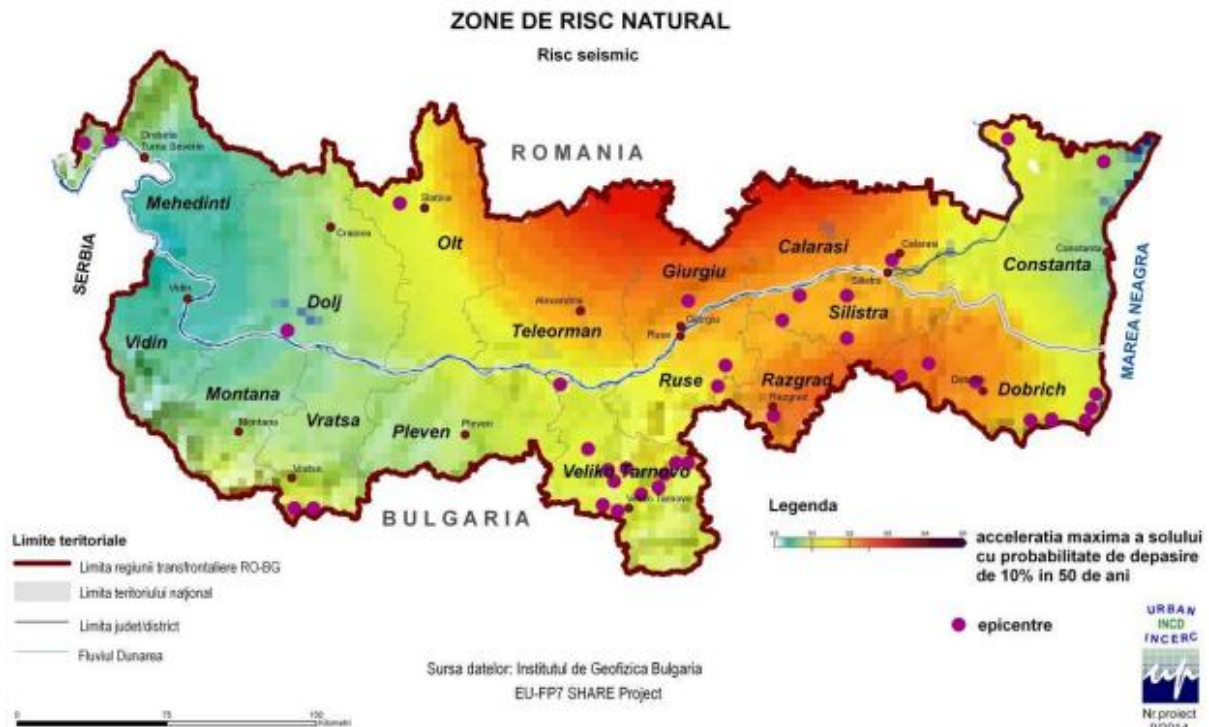 ZONE DE RISC NATURAL
Risc seismic
ROMANIA
Drobeta
Turnu Severin
SERBIA
Mehedinti
Slatina
Craiova
Olt
Calarasi
Calarasi
Constanta
Constanta
MAREA NEAGRA
Giurgiu
Vidin
Dolj
Alexandria
Teleorman
Giurgiu
Ruse
Silistra
Silistra
Vidin
Montana
Montana
Vratsa
Vratsa
Pleven
Pleven
Ruse
Razgrad
Razgrad
Dobrich
Veliko Tarnovo
Veliko Tarnovo
BULGARIA
Legenda
acceleratia maxima a solului
cu probabilitate de depasire
de 10% in 50 de ani
epicentre
Limite teritoriale
Limita regiunii transfrontaliere RO-BG
Limita teritoriului național
Limita judet/district
Fluviul Dunarea
Sursa datelor: Institutul de Geofizica Bulgaria
EU-FP7 SHARE Project
0 75 150
URBAN
INCD
INCERC
up
Nr.proiect